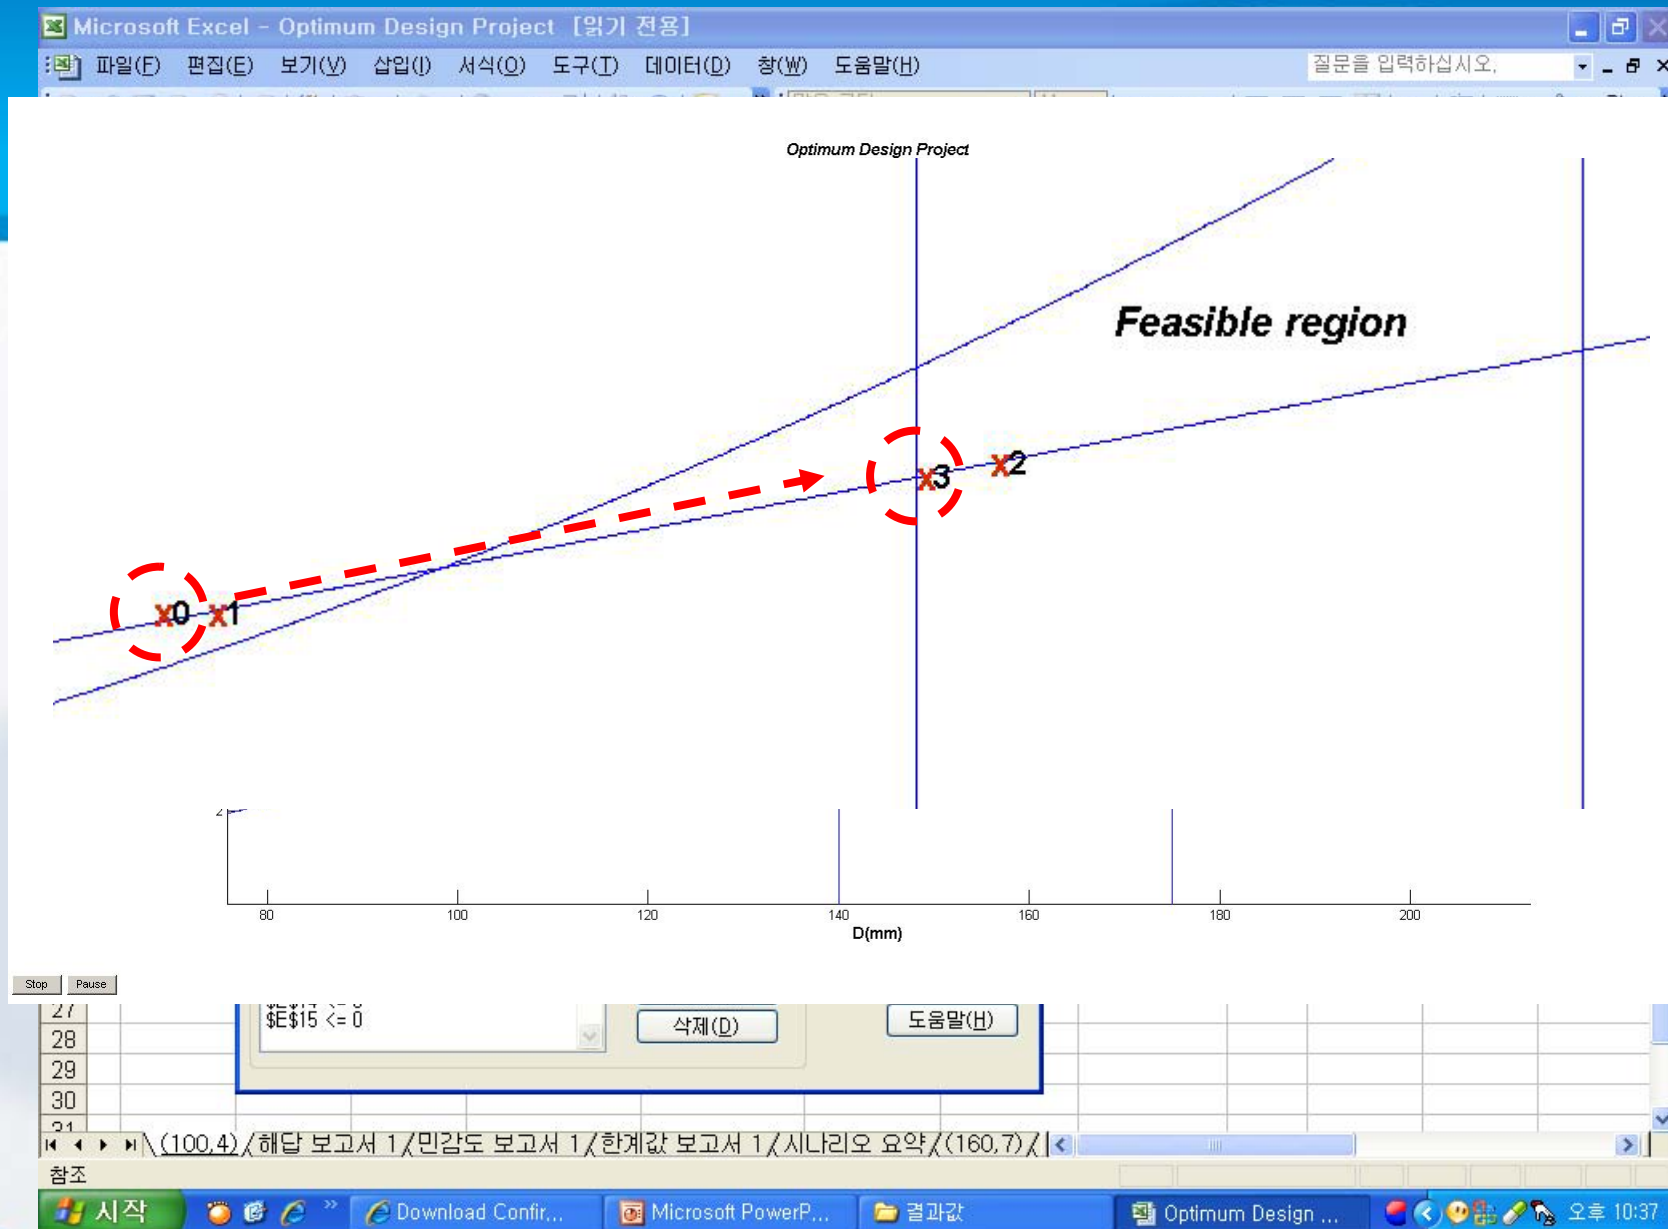 Microsoft Excel - Optimum Design Project [읽기 전용]
파일(F) 편집(E) 보기(V) 삽입(I) 서식(O) 도구(T) 데이터(D) 창(W) 도움말(H) 질문을 입력하십시오.
Optimum Design Project
Feasible region
x3 x2
x0 x1
2
80 100 120 140 160 180 200
D(mm)
Stop Pause
27
$E$15 <= 0
삭제(D) 도움말(H)
28
29
30
31
(100,4) 해답 보고서 1 민감도 보고서 1 한계값 보고서 1 시나리오 요약 (160,7)
참조
시작 Download Confir... Microsoft PowerP... 결과값 Optimum Design ... 오후 10:37